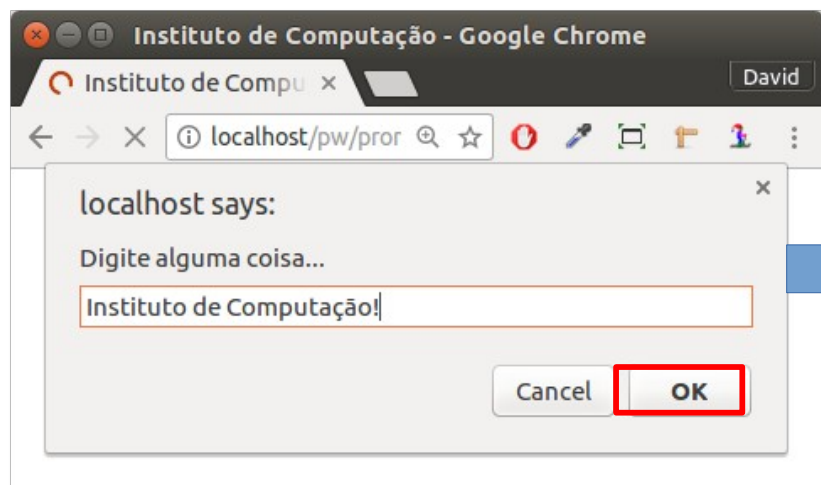 Instituto de Computação - Google Chrome
Instituto de Compu
David
localhost/pw/pror
localhost says:
Digite alguma coisa...
Instituto de Computação!
Cancel
OK